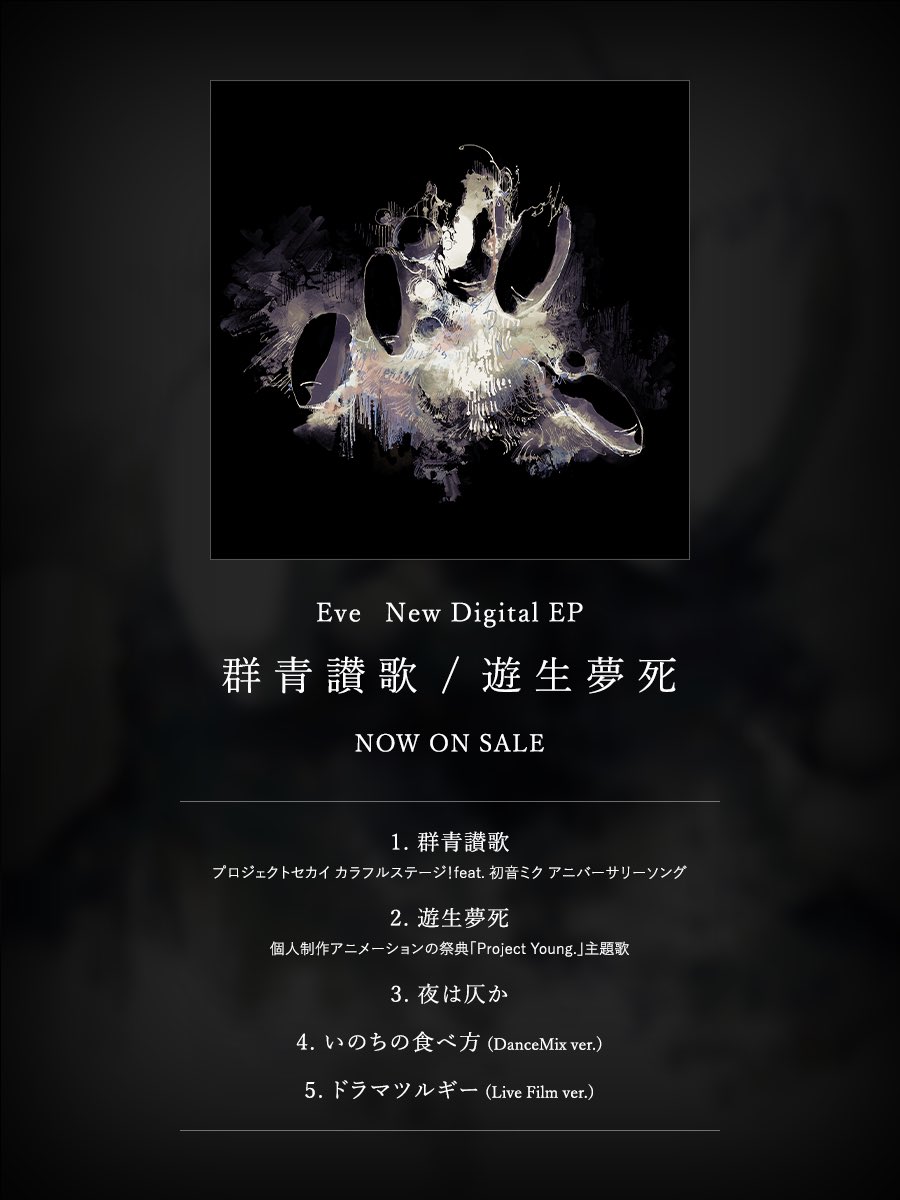 Eve New Digital EP
群青讃歌 / 遊生夢死
NOW ON SALE
1. 群青讃歌
プロジェクトセカイ カラフルステージ!feat. 初音ミク アニバーサリーソング
2. 遊生夢死
個人制作アニメーションの祭典「Project Young.」主題歌
3. 夜は仄か
4. いのちの食べ方 (DanceMix ver.)
5. ドラマツルギー (Live Film ver.)